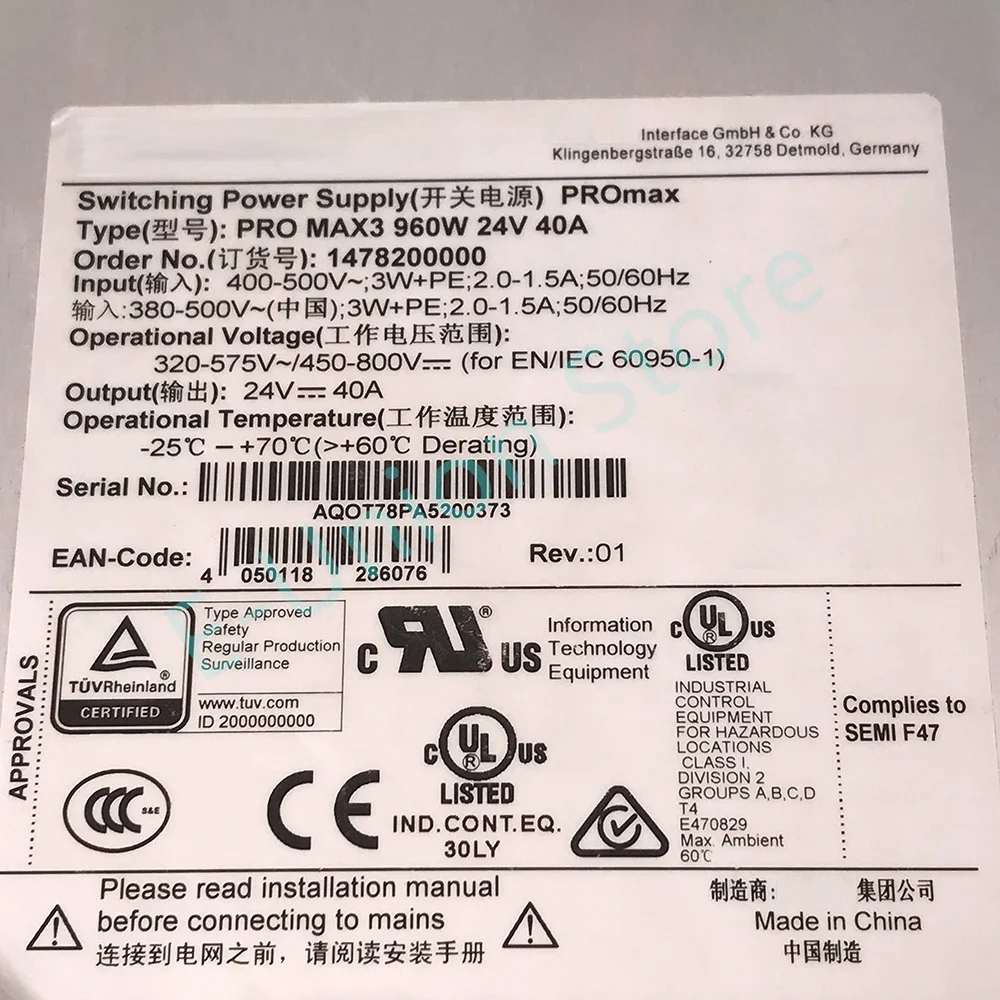 Interface GmbH & Co KG
Klingenbergstraße 16, 32758 Detmold, Germany
Switching Power Supply(开关电源) PROmax
Type(型号): PRO MAX3 960W 24V 40A
Order No.(订货号): 1478200000
Input(输入): 400-500V~;3W+PE;2.0-1.5A;50/60Hz
输入:380-500V~(中国);3W+PE;2.0-1.5A;50/60Hz
Operational Voltage(工作电压范围):
320-575V~/450-800V⎓ (for EN/IEC 60950-1)
Output(输出): 24V⎓ 40A
Operational Temperature(工作温度范围):
-25℃ – +70℃(>+60℃ Derating)
Serial No.:
AQOT78PA5200373
EAN-Code:
4 050118 286076
Rev.:01
APPROVALS
TÜVRheinland®
CERTIFIED
Type Approved
Safety
Regular Production
Surveillance
www.tuv.com
ID 2000000000
C RU® US
Information
Technology
Equipment
C UL® US
LISTED
INDUSTRIAL
CONTROL
EQUIPMENT
FOR HAZARDOUS
LOCATIONS
CLASS I,
DIVISION 2
GROUPS A,B,C,D
T4
E470829
Max. Ambient
60℃
Complies to
SEMI F47
CCC S&E
CE
C UL® US
LISTED
IND.CONT.EQ.
30LY
Please read installation manual
before connecting to mains
连接到电网之前，请阅读安装手册
制造商: 集团公司
Made in China
中国制造
E Union Store